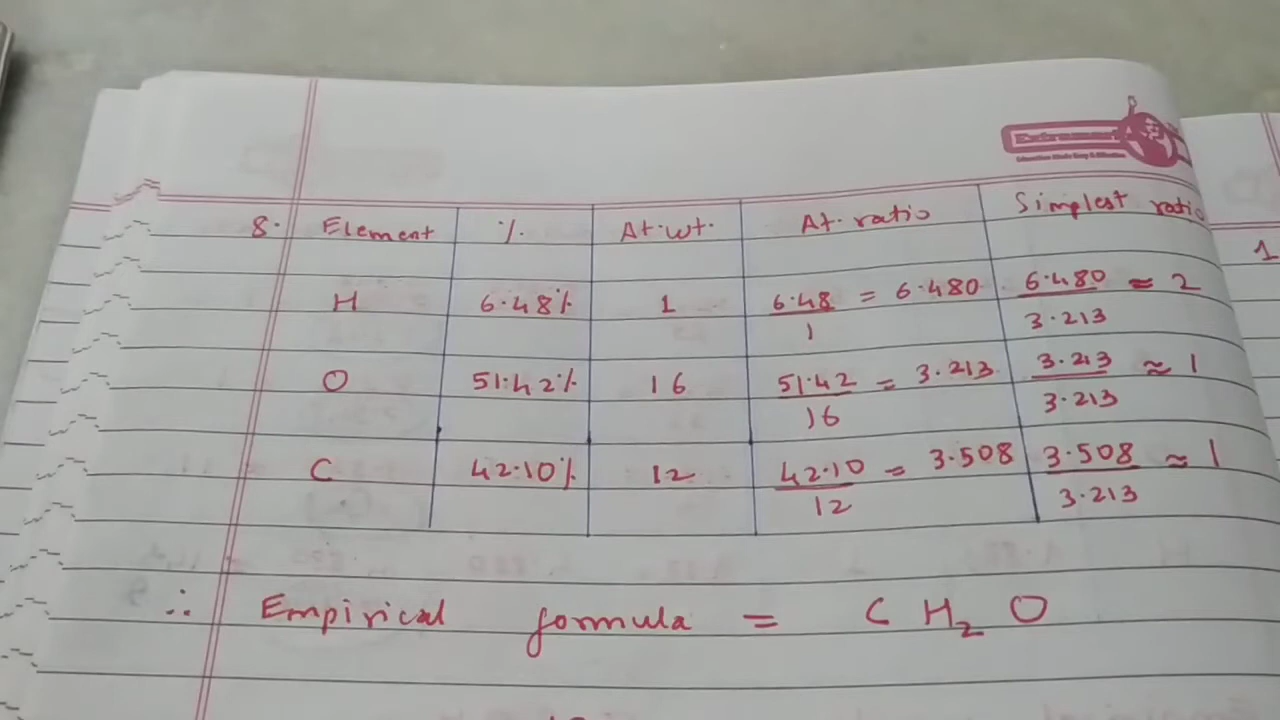 8. Element % At.wt. At. ratio Simplest ratio
H 6.48% 1 6.48/1 = 6.480 6.480/3.213 ≈ 2
O 51.42% 16 51.42/16 = 3.213 3.213/3.213 ≈ 1
C 42.10% 12 42.10/12 = 3.508 3.508/3.213 ≈ 1
∴ Empirical formula = CH₂O
1